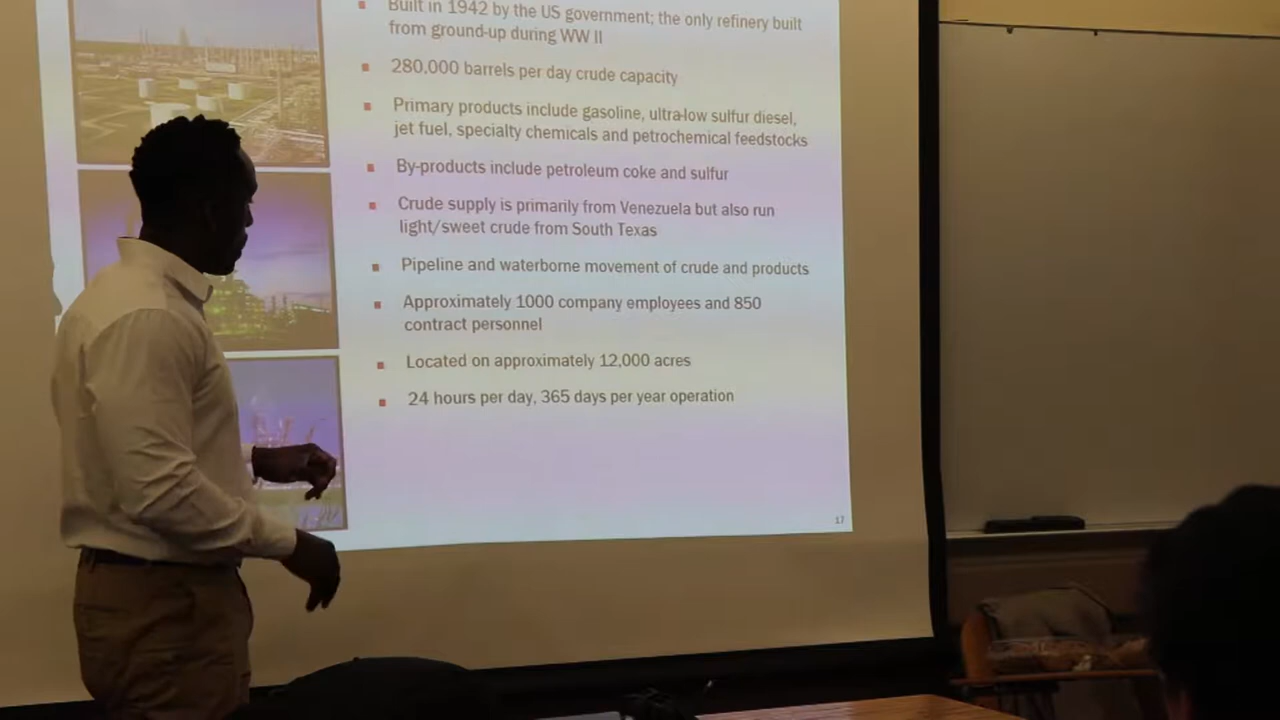 Built in 1942 by the US government; the only refinery built
from ground-up during WW II
280,000 barrels per day crude capacity
Primary products include gasoline, ultra-low sulfur diesel,
jet fuel, specialty chemicals and petrochemical feedstocks
By-products include petroleum coke and sulfur
Crude supply is primarily from Venezuela but also run
light/sweet crude from South Texas
Pipeline and waterborne movement of crude and products
Approximately 1000 company employees and 850
contract personnel
Located on approximately 12,000 acres
24 hours per day, 365 days per year operation
17